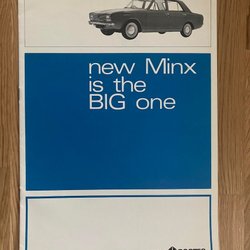 new Minx
is the
BIG one